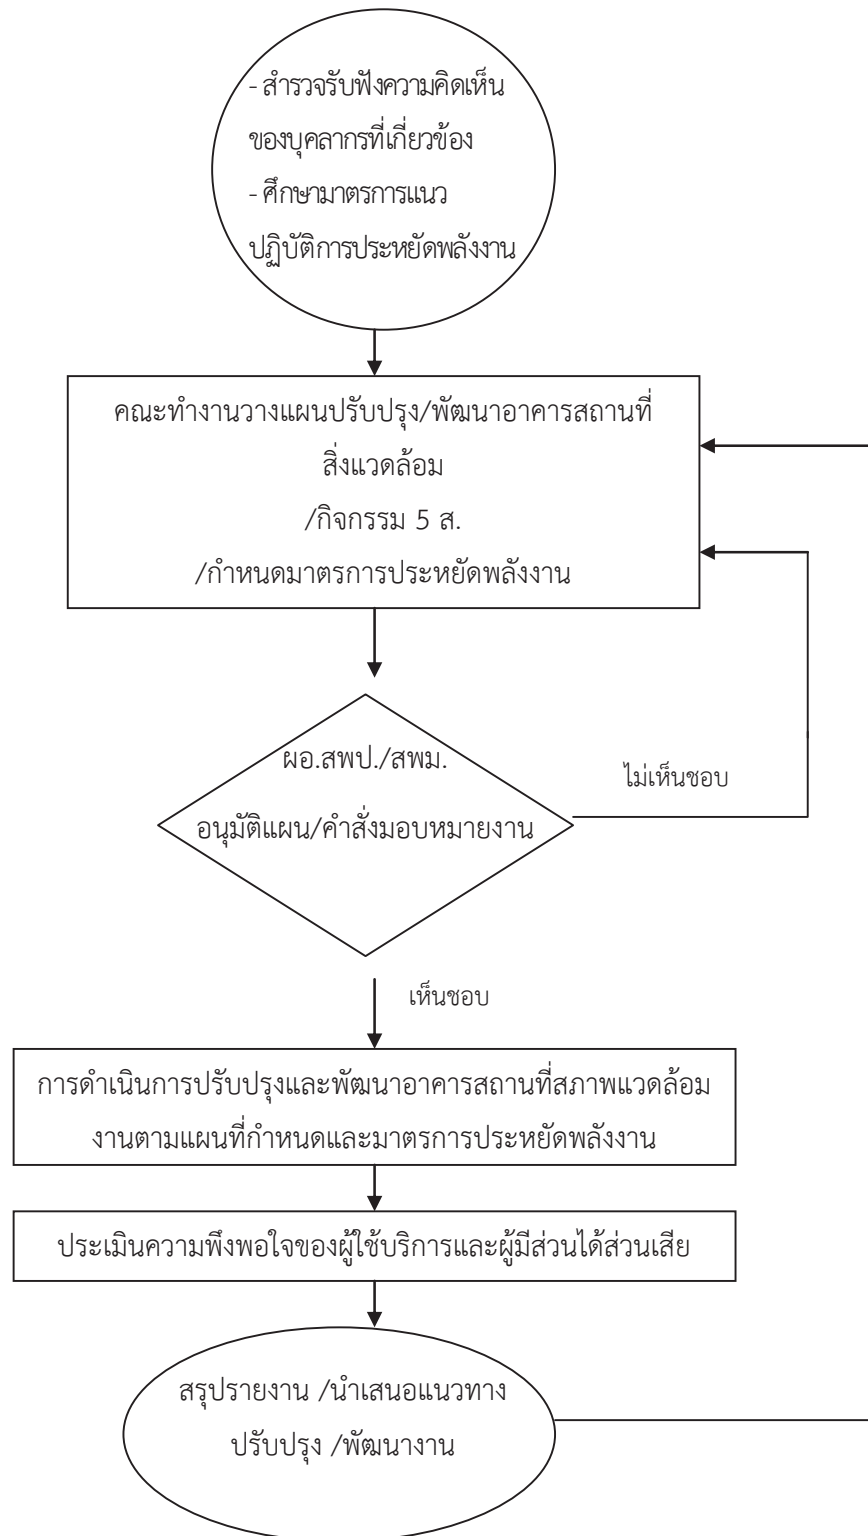 - สำรวจรับฟังความคิดเห็น
ของบุคลากรที่เกี่ยวข้อง
- ศึกษามาตรการแนว
ปฏิบัติการประหยัดพลังงาน
คณะทำงานวางแผนปรับปรุง/พัฒนาอาคารสถานที่
สิ่งแวดล้อม
/กิจกรรม 5 ส.
/กำหนดมาตรการประหยัดพลังงาน
ผอ.สพป./สพม.
อนุมัติแผน/คำสั่งมอบหมายงาน
ไม่เห็นชอบ
เห็นชอบ
การดำเนินการปรับปรุงและพัฒนาอาคารสถานที่สภาพแวดล้อม
งานตามแผนที่กำหนดและมาตรการประหยัดพลังงาน
ประเมินความพึงพอใจของผู้ใช้บริการและผู้มีส่วนได้ส่วนเสีย
สรุปรายงาน /นำเสนอแนวทาง
ปรับปรุง /พัฒนางาน